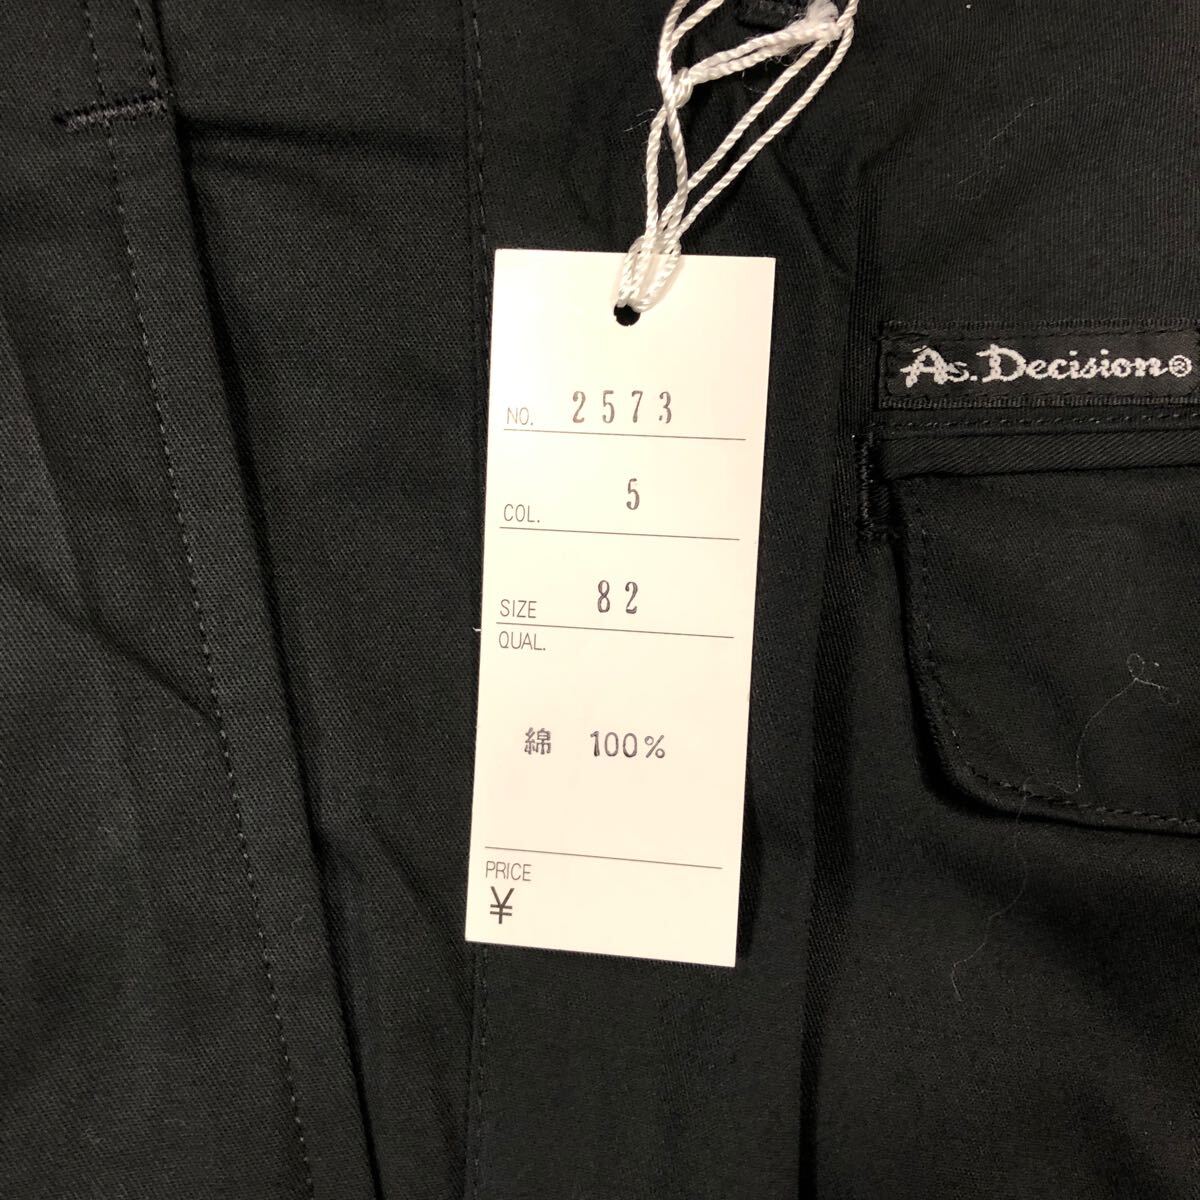 As. Decision®
NO. 2573
COL. 5
SIZE 82
QUAL.
綿 100%
PRICE
¥